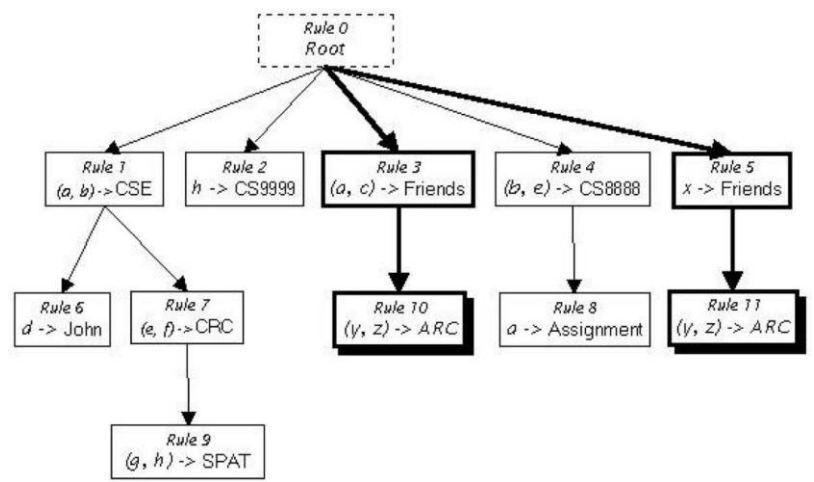 Rule 0
Root
Rule 1
(a, b) -> CSE
Rule 2
h -> CS9999
Rule 3
(a, c) -> Friends
Rule 4
(b, e) -> CS8888
Rule 5
x -> Friends
Rule 6
d -> John
Rule 7
(e, f) -> CRC
Rule 10
(y, z) -> ARC
Rule 8
a -> Assignment
Rule 11
(y, z) -> ARC
Rule 9
(g, h) -> SPAT